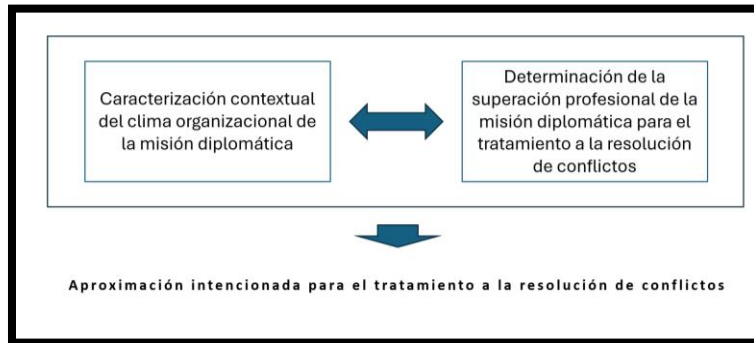 Caracterización contextual
del clima organizacional de
la misión diplomática
Determinación de la
superación profesional de la
misión diplomática para el
tratamiento a la resolución
de conflictos
Aproximación intencionada para el tratamiento a la resolución de conflictos